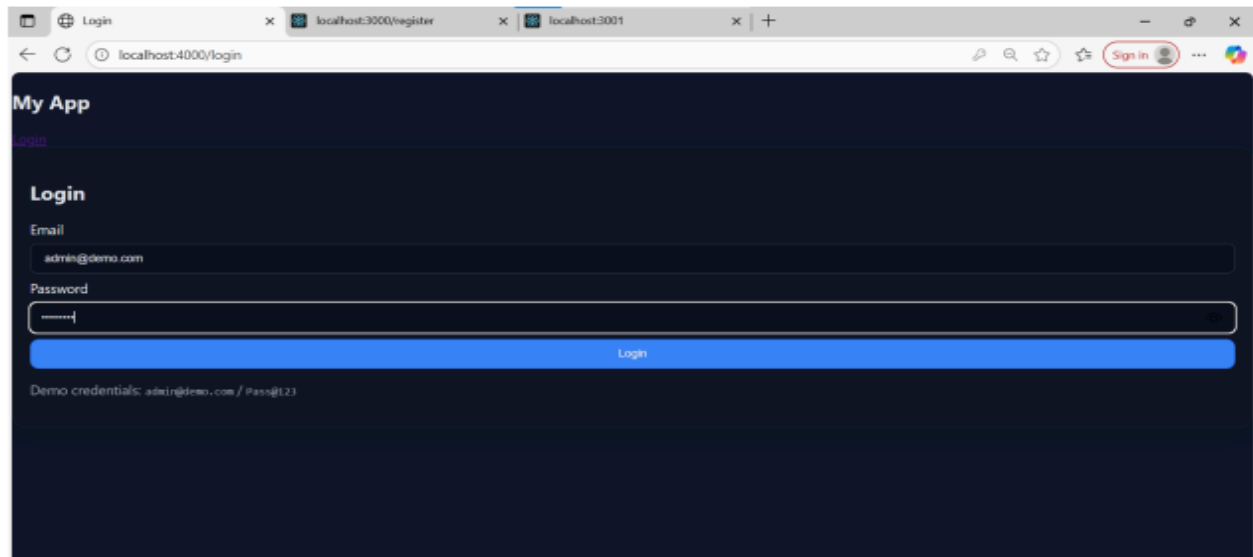 Login
localhost:3000/register
localhost:3001
localhost:4000/login
Sign in
My App
Login
Login
Email
admin@demo.com
Password
Login
Demo credentials: admin@demo.com / Pass@123